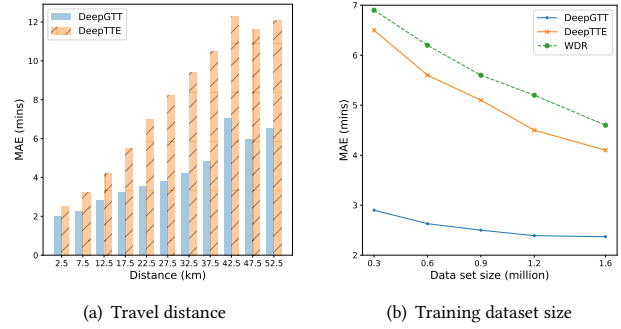 DeepGTT
DeepTTE
MAE (mins)
12
10
8
6
4
2
0
2.5 7.5 12.5 17.5 22.5 27.5 32.5 37.5 42.5 47.5 52.5
Distance (km)
(a) Travel distance
DeepGTT
DeepTTE
WDR
MAE (mins)
7
6
5
4
3
2
0.3 0.6 0.9 1.2 1.6
Data set size (million)
(b) Training dataset size